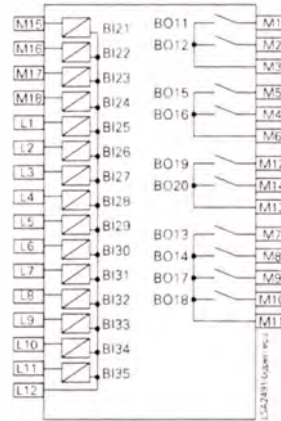 M15 BI21 BO11 M1
M16 BI22 BO12 M2
M17 BI23 M3
M18 BI24 BO15 M5
L1 BI25 BO16 M4
L2 BI26 M6
L3 BI27 BO19 M12
L4 BI28 BO20 M14
L5 BI29
L6 BI30 BO13 M7
L7 BI31 BO14 M8
L8 BI32 BO17 M9
L9 BI33 BO18 M10
L10 BI34 M11
L11 BI35
L12